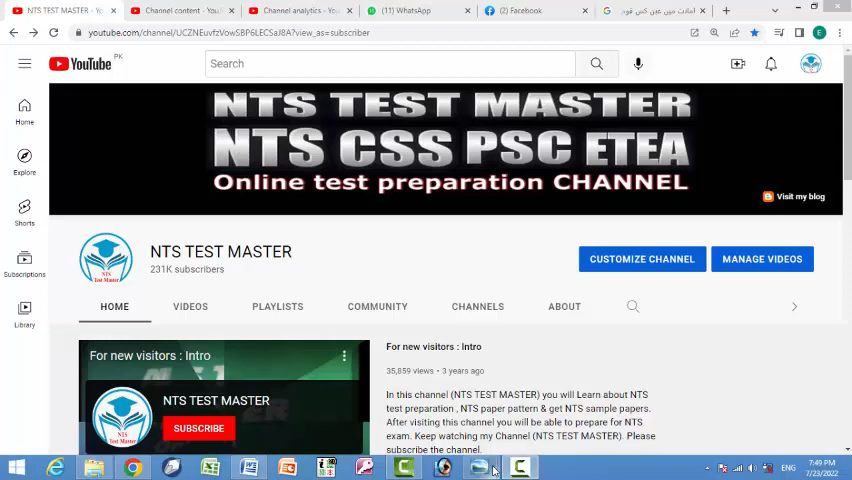 NTS TEST MASTER -
Channel content -
Channel analytics -
(11) WhatsApp
(2) Facebook
youtube.com/channel/UCZNEuvfzVowSBP6LECSaJ8A?view_as=subscriber
E
YouTube PK
Search
Home
Explore
Shorts
Subscriptions
Library
NTS TEST MASTER
NTS CSS PSC ETEA
Online test preparation CHANNEL
Visit my blog
NTS
Test Master
NTS TEST MASTER
231K subscribers
CUSTOMIZE CHANNEL
MANAGE VIDEOS
HOME
VIDEOS
PLAYLISTS
COMMUNITY
CHANNELS
ABOUT
For new visitors : Intro
NTS TEST MASTER
NTS
Test Master
SUBSCRIBE
For new visitors : Intro
35,859 views • 3 years ago
In this channel (NTS TEST MASTER) you will Learn about NTS
test preparation , NTS paper pattern & get NTS sample papers.
After visiting this channel you will be able to prepare for NTS
exam. Keep watching my Channel (NTS TEST MASTER). Please
subscribe the channel.
ENG
7:49 PM
7/23/2022